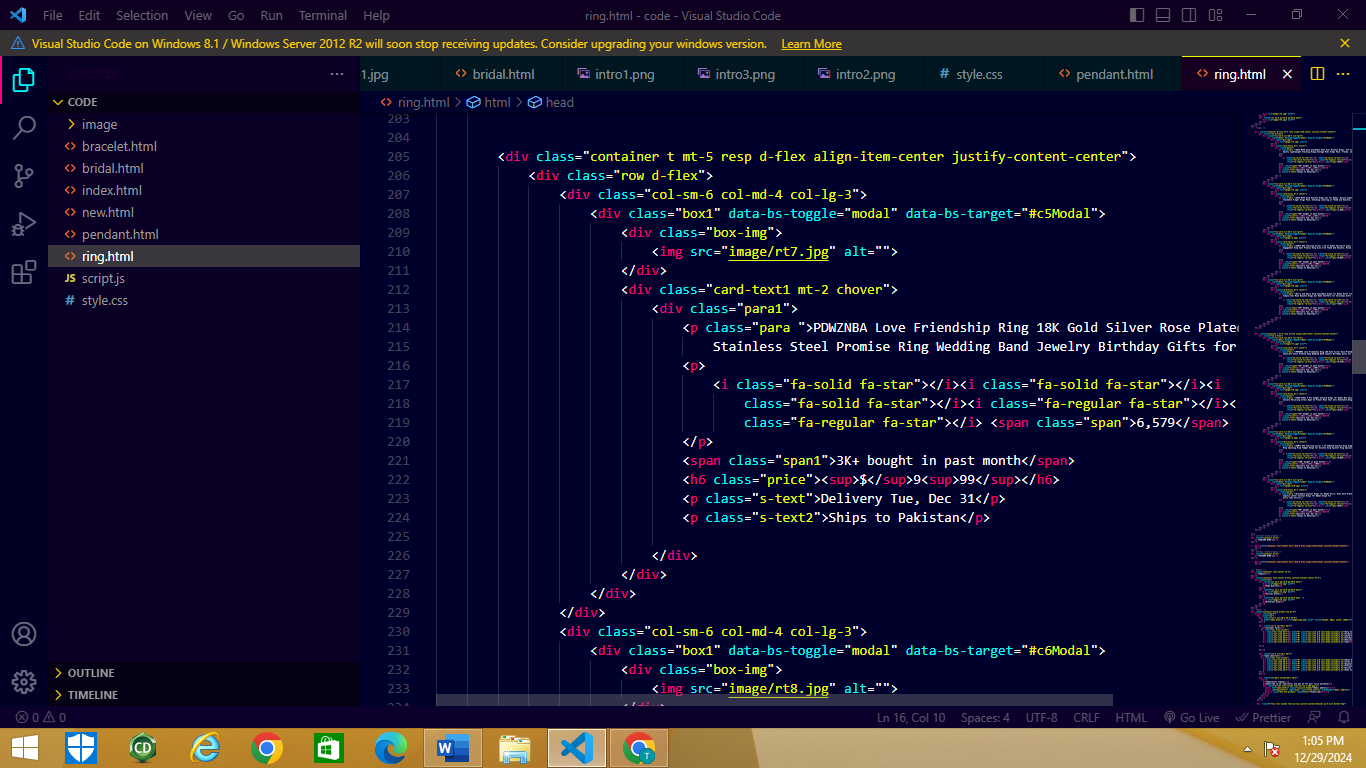 File Edit Selection View Go Run Terminal Help ring.html - code - Visual Studio Code
Visual Studio Code on Windows 8.1 / Windows Server 2012 R2 will soon stop receiving updates. Consider upgrading your windows version. Learn More
EXPLORER
1.jpg bridal.html intro1.png intro3.png intro2.png style.css pendant.html ring.html
CODE
image
bracelet.html
bridal.html
index.html
new.html
pendant.html
ring.html
JS script.js
# style.css
OUTLINE
TIMELINE
ring.html > html > head
203
204
205 <div class="container t mt-5 resp d-flex align-item-center justify-content-center">
206 <div class="row d-flex">
207 <div class="col-sm-6 col-md-4 col-lg-3">
208 <div class="box1" data-bs-toggle="modal" data-bs-target="#c5Modal">
209 <div class="box-img">
210 <img src="image/rt7.jpg" alt="">
211 </div>
212 <div class="card-text1 mt-2 chover">
213 <div class="para1">
214 <p class="para ">PDWZNBA Love Friendship Ring 18K Gold Silver Rose Plated
215 Stainless Steel Promise Ring Wedding Band Jewelry Birthday Gifts for
216 <p>
217 <i class="fa-solid fa-star"></i><i class="fa-solid fa-star"></i><i
218 class="fa-solid fa-star"></i><i class="fa-regular fa-star"></i><
219 class="fa-regular fa-star"></i> <span class="span">6,579</span>
220 </p>
221 <span class="span1">3K+ bought in past month</span>
222 <h6 class="price"><sup>$</sup>9<sup>99</sup></h6>
223 <p class="s-text">Delivery Tue, Dec 31</p>
224 <p class="s-text2">Ships to Pakistan</p>
225
226 </div>
227 </div>
228 </div>
229 </div>
230 <div class="col-sm-6 col-md-4 col-lg-3">
231 <div class="box1" data-bs-toggle="modal" data-bs-target="#c6Modal">
232 <div class="box-img">
233 <img src="image/rt8.jpg" alt="">
0 0 Ln 16, Col 10 Spaces: 4 UTF-8 CRLF HTML Go Live Prettier
1:05 PM
12/29/2024